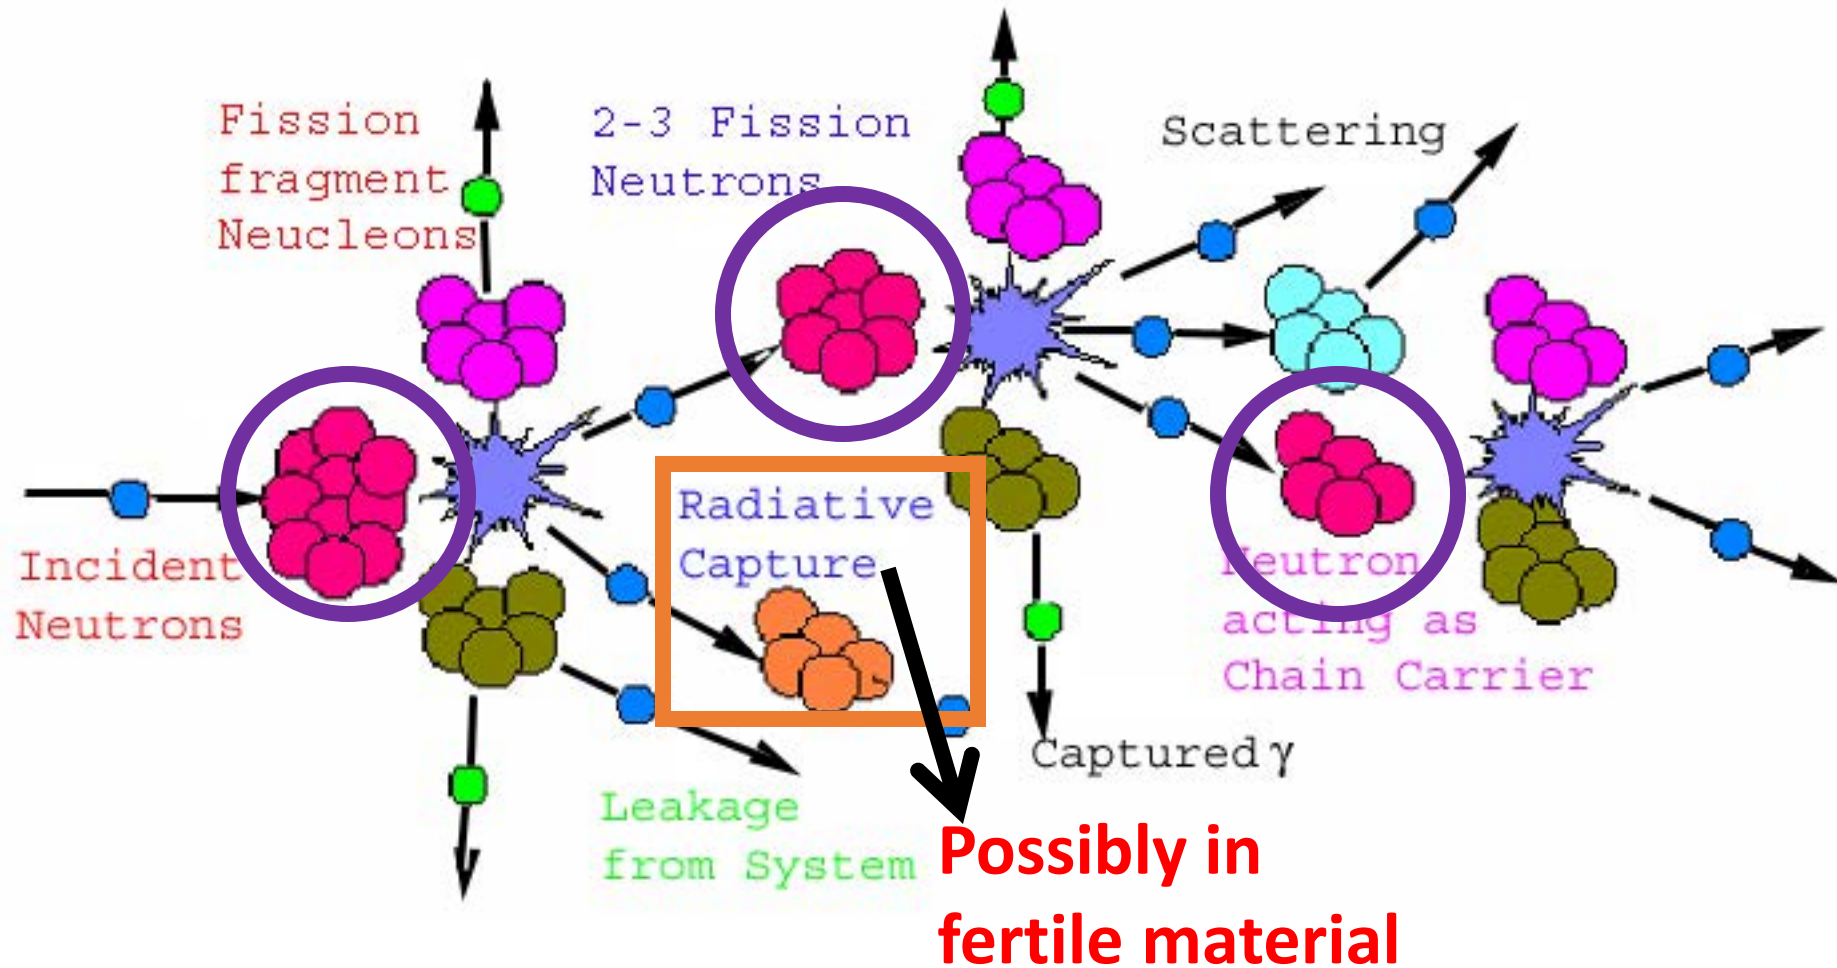 Fission
fragment
Neucleons
2-3 Fission
Neutrons
Scattering
Incident
Neutrons
Radiative
Capture
Neutron
acting as
Chain Carrier
Captured γ
Leakage
from System
Possibly in
fertile material